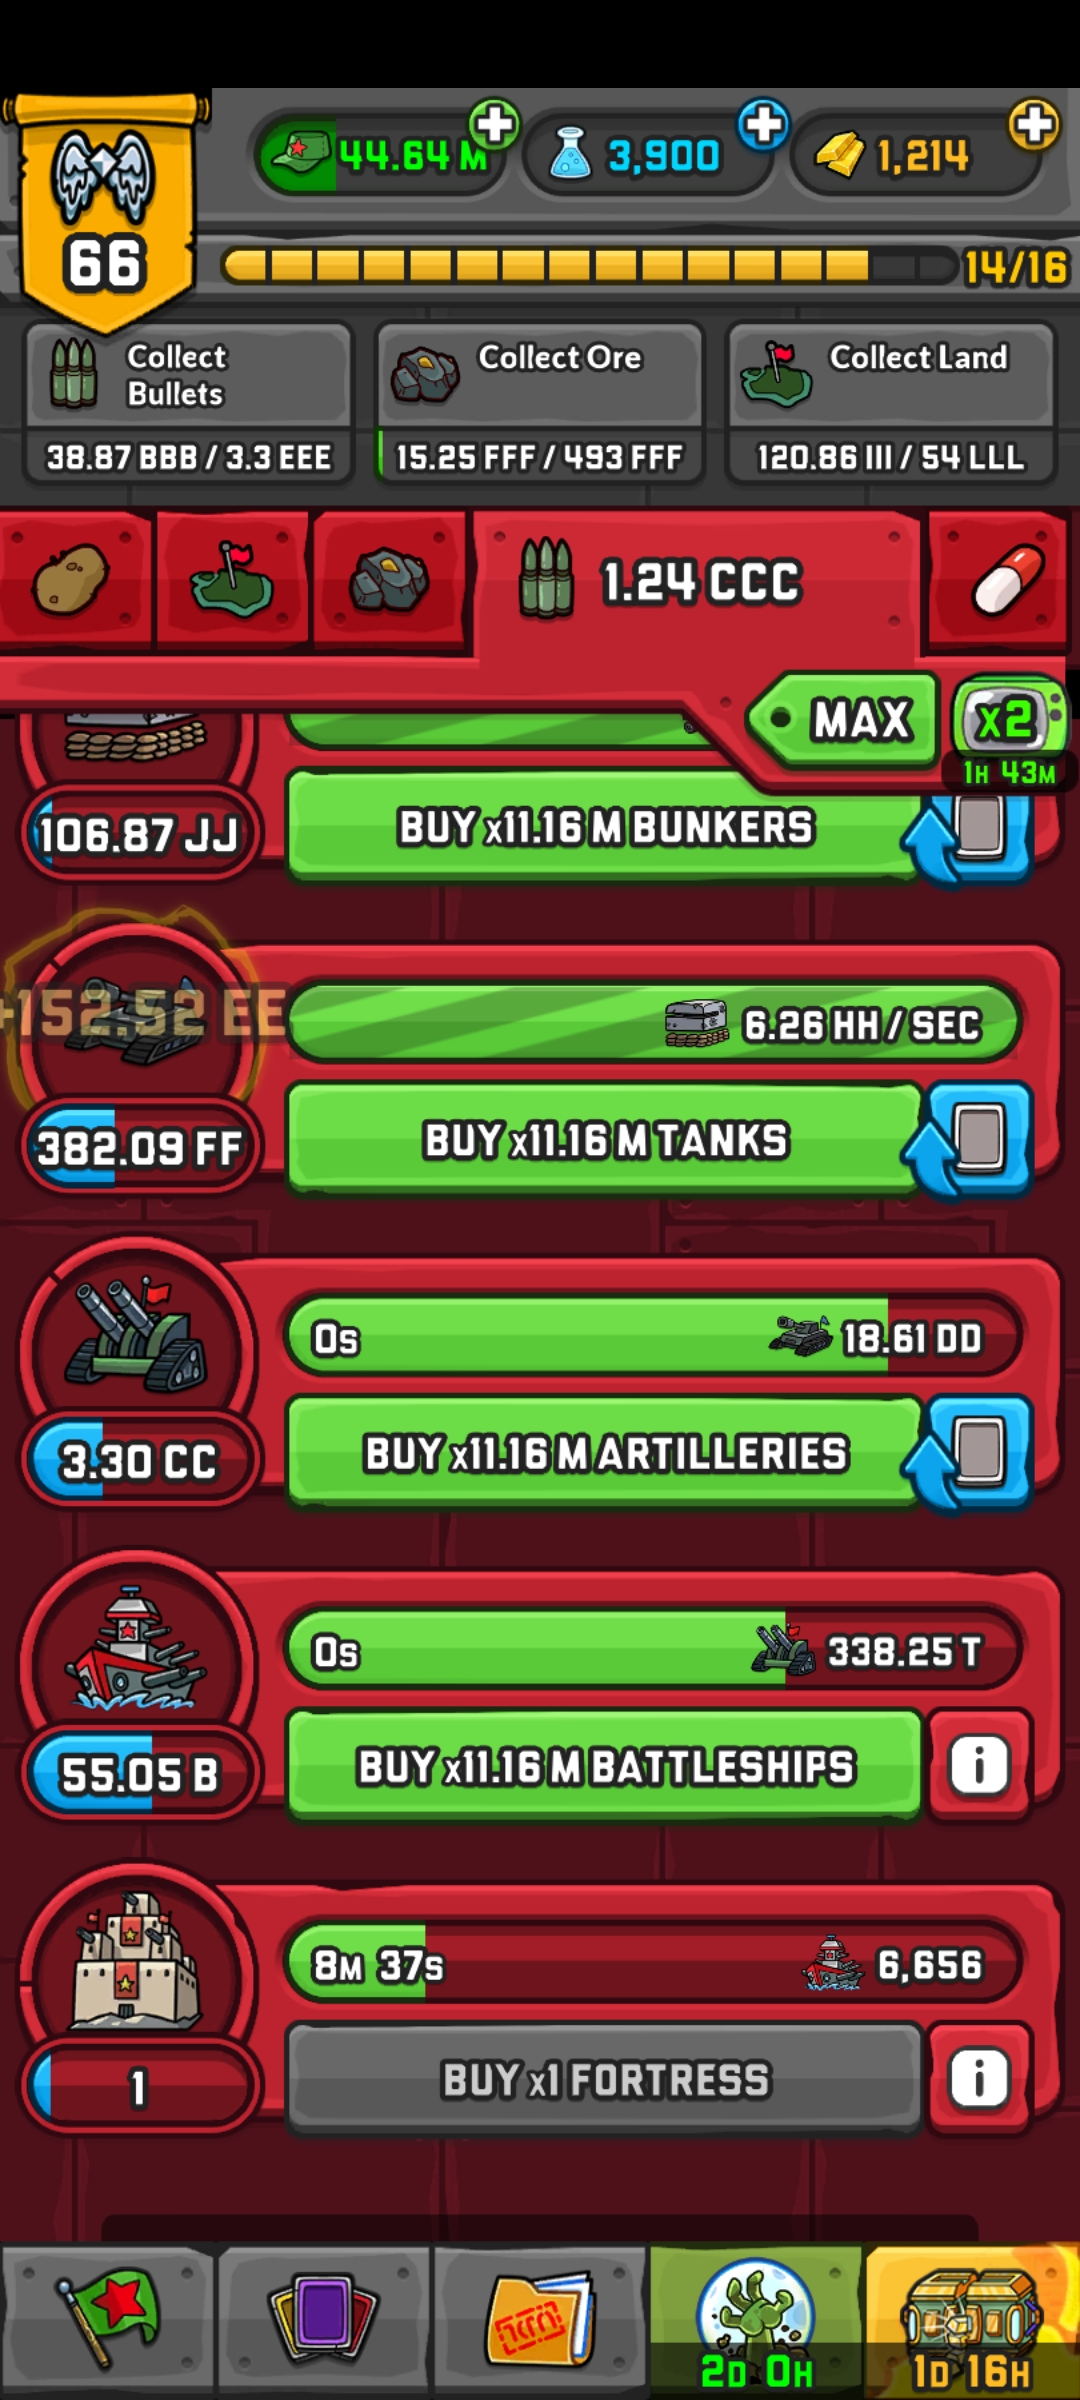 44.64 M
3,900
1,214
66
14/16
Collect
Bullets
38.87 BBB / 3.3 EEE
Collect Ore
15.25 FFF / 493 FFF
Collect Land
120.86 III / 54 LLL
1.24 CCC
MAX
x2
1H 43M
106.87 JJ
BUY x11.16 M BUNKERS
+152.52 EE
6.26 HH / SEC
382.09 FF
BUY x11.16 M TANKS
0s
18.61 DD
3.30 CC
BUY x11.16 M ARTILLERIES
0s
338.25 T
55.05 B
BUY x11.16 M BATTLESHIPS
i
8M 37s
6,656
1
BUY x1 FORTRESS
i
2D 0H
1D 16H